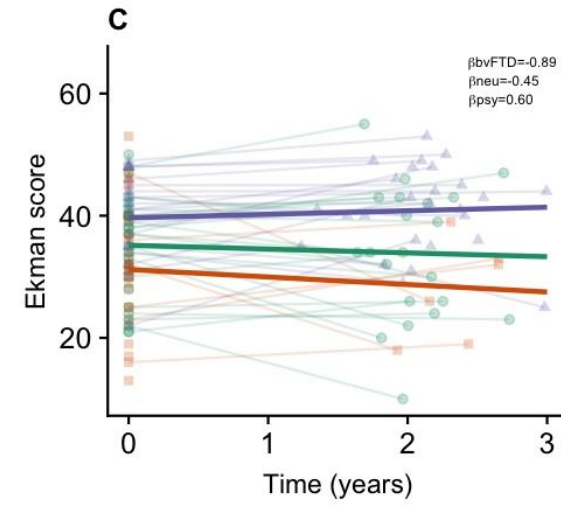 C
βbvFTD=-0.89
βneu=-0.45
βpsy=0.60
60
40
20
Ekman score
0 1 2 3
Time (years)